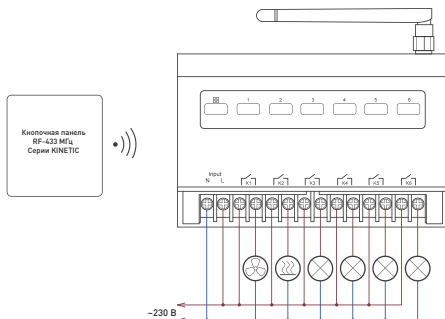 1 2 3 4 5 6
Кнопочная панель
RF-433 МГц
Серии KINETIC
Input
N L K1 K2 K3 K4 K5 K6
~230 В